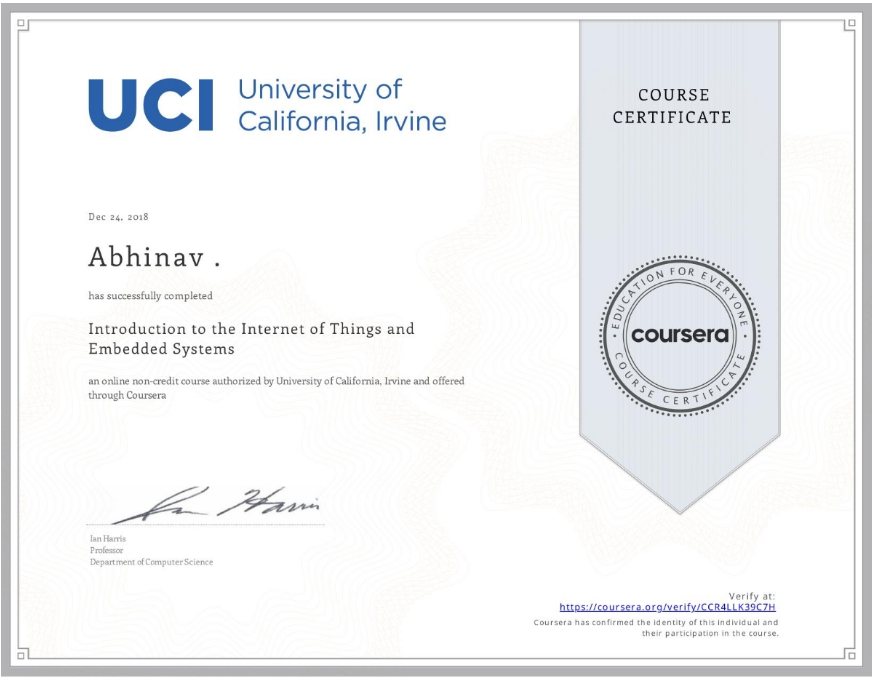 UCI
University of
California, Irvine
COURSE
CERTIFICATE
Dec 24, 2018
Abhinav .
has successfully completed
Introduction to the Internet of Things and
Embedded Systems
an online non-credit course authorized by University of California, Irvine and offered
through Coursera
EDUCATION FOR EVERYONE
coursera
COURSE CERTIFICATE
Ian Harris
Ian Harris
Professor
Department of Computer Science
Verify at:
https://coursera.org/verify/CCR4LLK39C7H
Coursera has confirmed the identity of this individual and
their participation in the course.